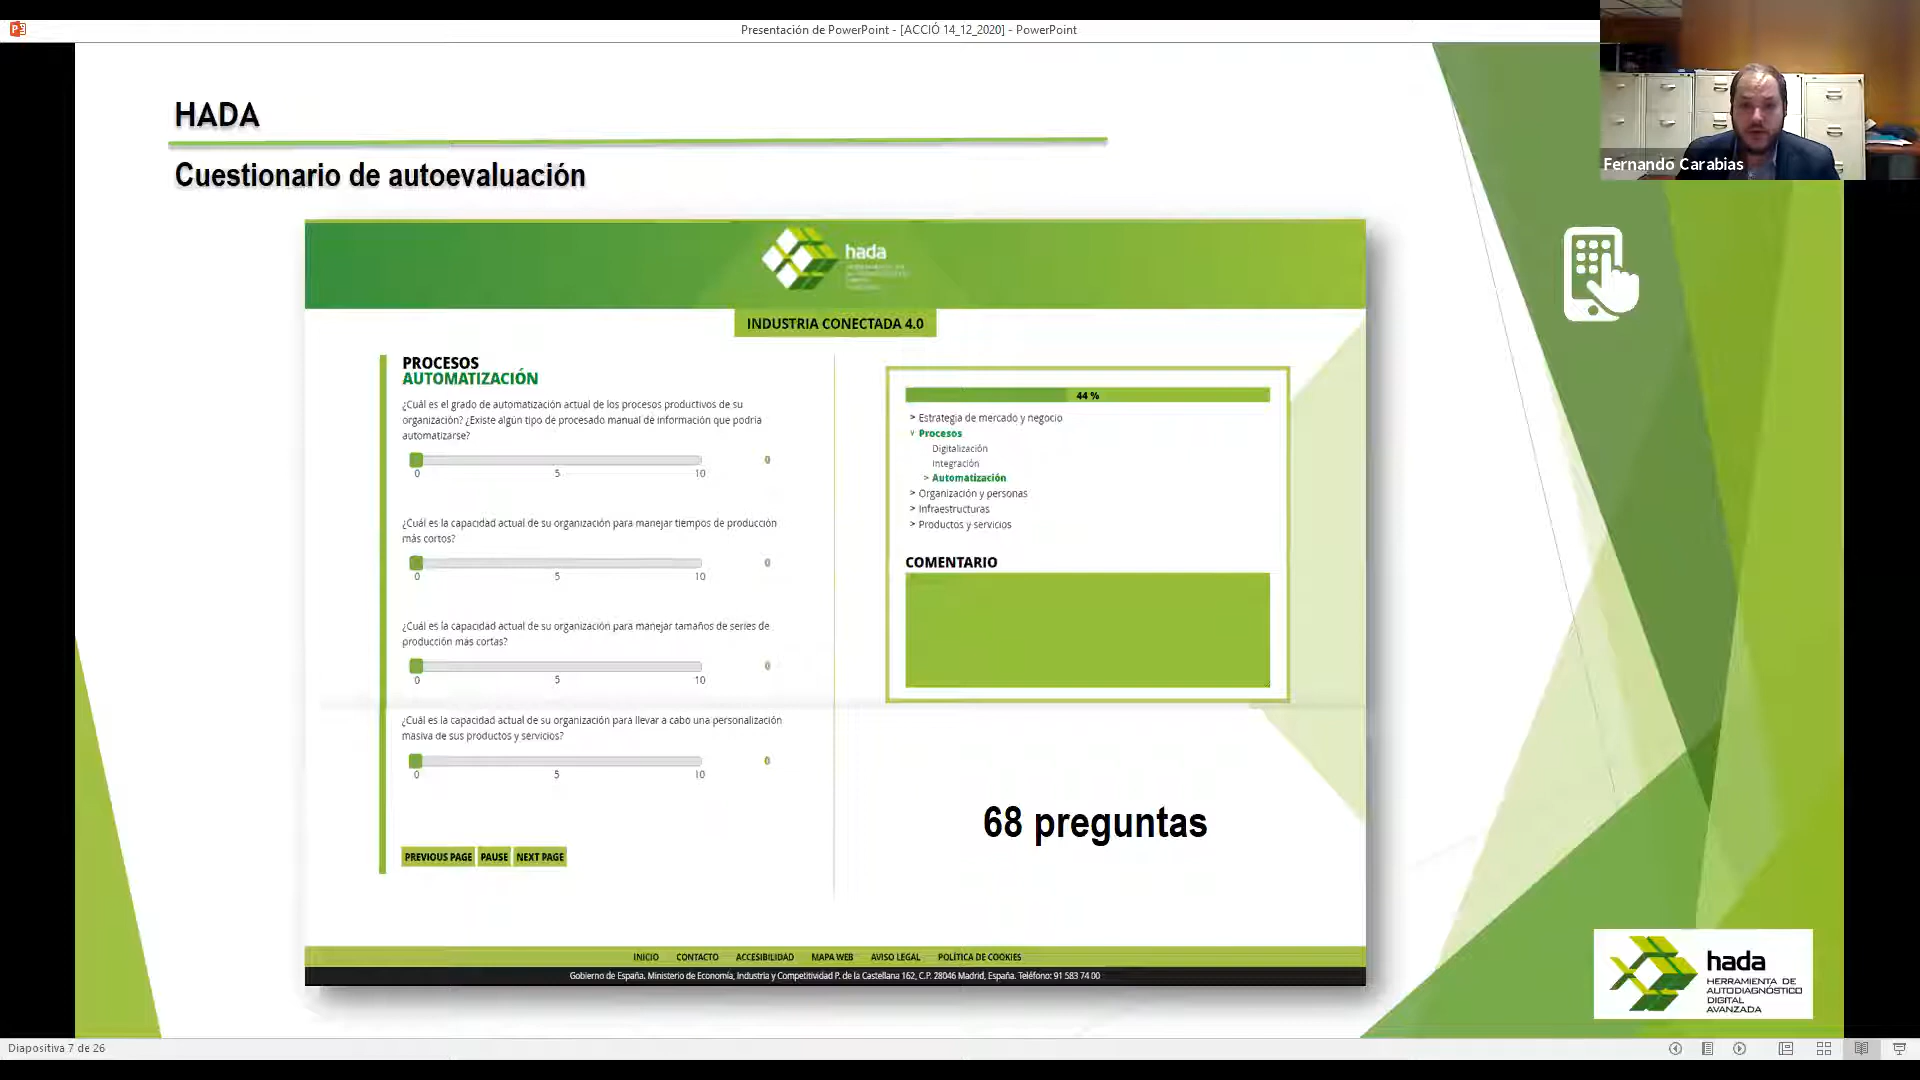 Presentación de PowerPoint - [ACCIÓ 14_12_2020] - PowerPoint
Fernando Carabias
HADA
Cuestionario de autoevaluación
hada
INDUSTRIA CONECTADA 4.0
PROCESOS
AUTOMATIZACIÓN
¿Cuál es el grado de automatización actual de los procesos productivos de su
organización? ¿Existe algún tipo de procesado manual de información que podría
automatizarse?
0
0 5 10
¿Cuál es la capacidad actual de su organización para manejar tiempos de producción
más cortos?
0
0 5 10
¿Cuál es la capacidad actual de su organización para manejar tamaños de series de
producción más cortas?
0
0 5 10
¿Cuál es la capacidad actual de su organización para llevar a cabo una personalización
masiva de sus productos y servicios?
0
0 5 10
PREVIOUS PAGE PAUSE NEXT PAGE
44 %
> Estrategia de mercado y negocio
v Procesos
Digitalización
Integración
> Automatización
> Organización y personas
> Infraestructuras
> Productos y servicios
COMENTARIO
68 preguntas
INICIO CONTACTO ACCESIBILIDAD MAPA WEB AVISO LEGAL POLÍTICA DE COOKIES
Gobierno de España. Ministerio de Economía, Industria y Competitividad P. de la Castellana 162, C.P. 28046 Madrid, España. Teléfono: 91 583 74 00
hada
HERRAMIENTA DE
AUTODIAGNÓSTICO
DIGITAL
AVANZADA
Diapositiva 7 de 26